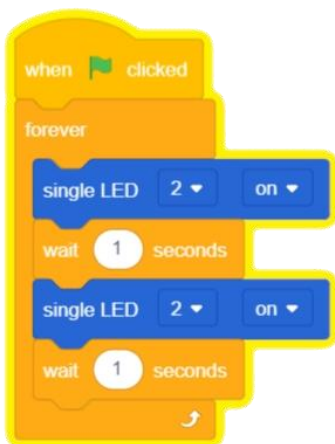 when clicked
forever
single LED 2 on
wait 1 seconds
single LED 2 on
wait 1 seconds